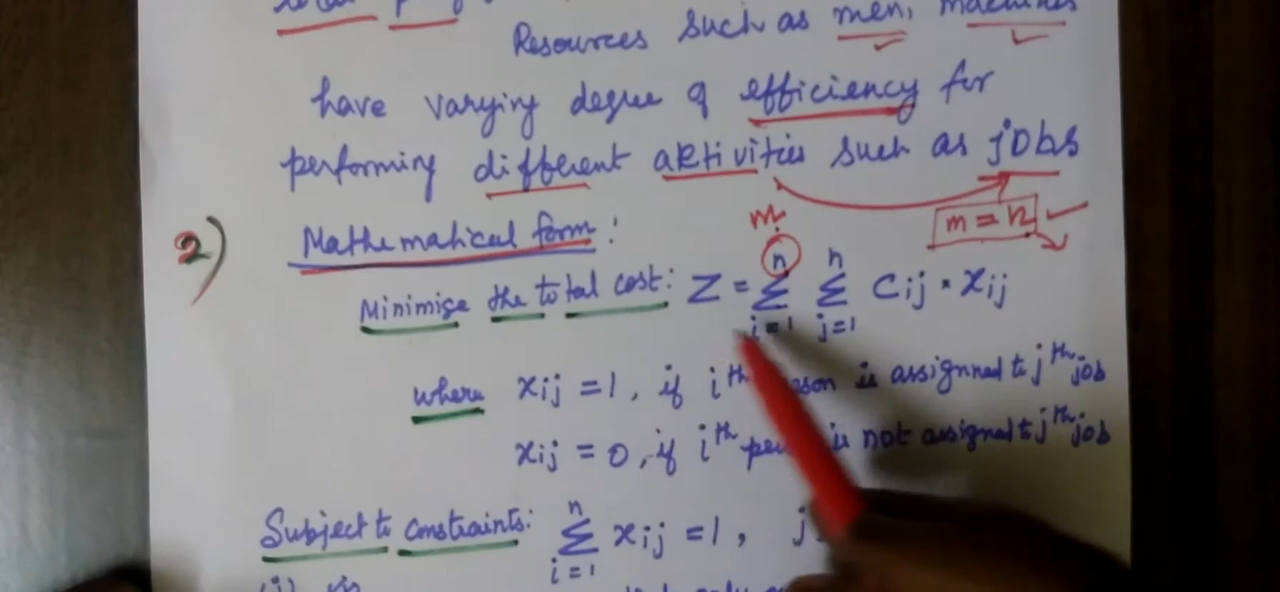 Resources such as men, machines
have varying degree of efficiency for
performing different activities such as jobs
m = n
2) Mathematical form:
m
Minimise the total cost: Z = n∑i=1 n∑j=1 Cij · xij
where xij = 1, if ith person is assigned to jth job
xij = 0, if ith person is not assigned to jth job
Subject to constraints: n∑i=1 xij = 1, j